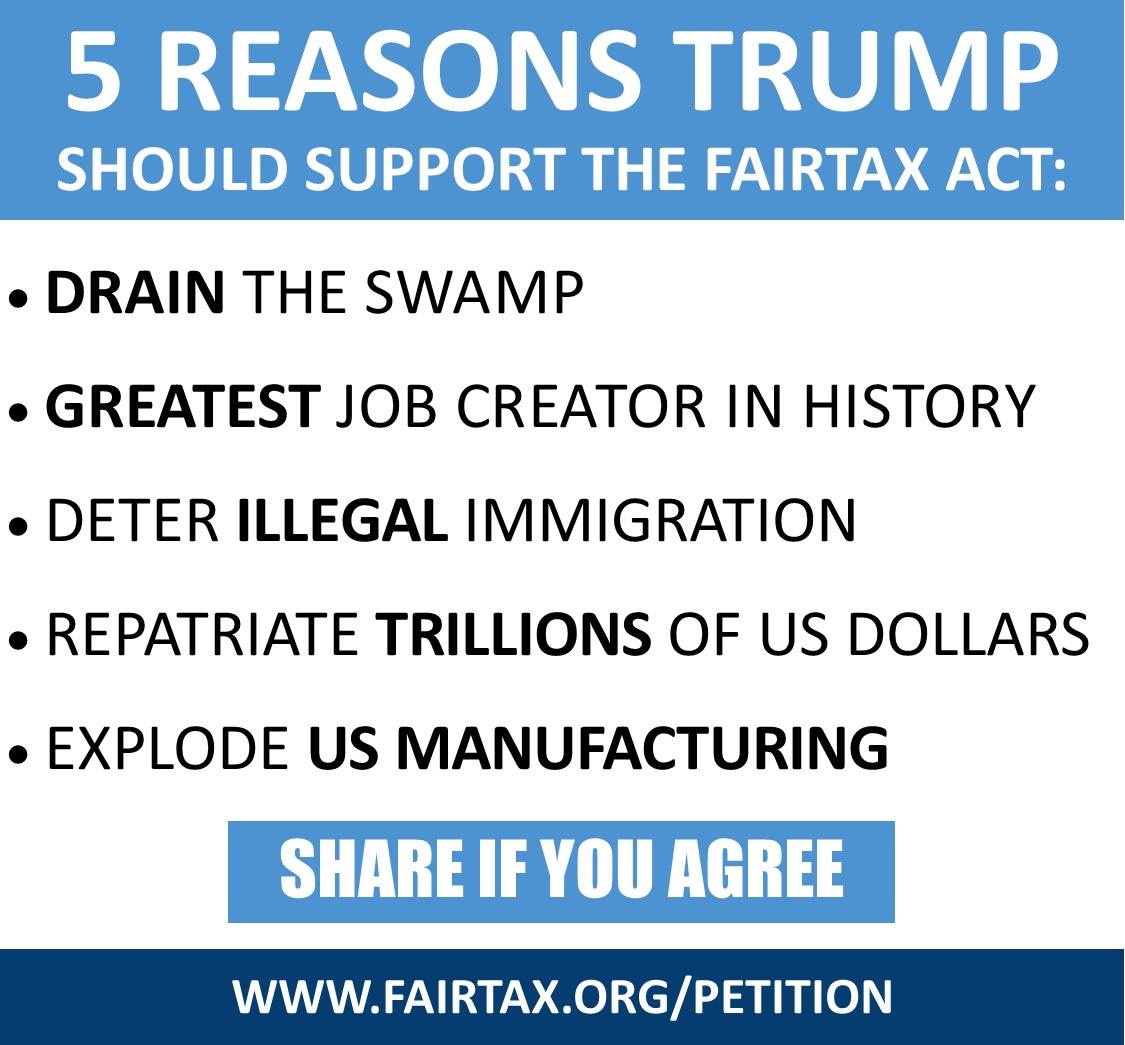 5 REASONS TRUMP
SHOULD SUPPORT THE FAIRTAX ACT:
• DRAIN THE SWAMP
• GREATEST JOB CREATOR IN HISTORY
• DETER ILLEGAL IMMIGRATION
• REPATRIATE TRILLIONS OF US DOLLARS
• EXPLODE US MANUFACTURING
SHARE IF YOU AGREE
WWW.FAIRTAX.ORG/PETITION